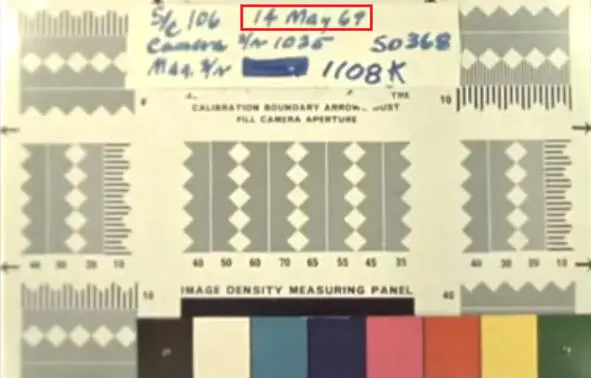 S/C 106 14 May 69
Camera S/N 1035 SO368
Mag. S/N 1108K
THE
CALIBRATION BOUNDARY ARROWS MUST
FILL CAMERA APERTURE
10
10
40 30 20 10
40 50 60 70 65 55 45 35
40 30 20 10
IMAGE DENSITY MEASURING PANEL
10
40